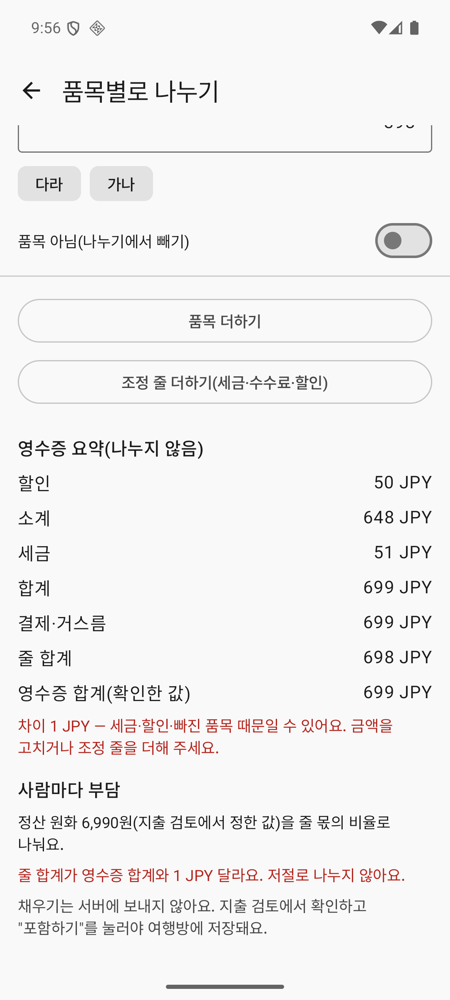 9:56
품목별로 나누기
다라 가나
품목 아님(나누기에서 빼기)
품목 더하기
조정 줄 더하기(세금·수수료·할인)
영수증 요약(나누지 않음)
할인 50 JPY
소계 648 JPY
세금 51 JPY
합계 699 JPY
결제·거스름 699 JPY
줄 합계 698 JPY
영수증 합계(확인한 값) 699 JPY
차이 1 JPY — 세금·할인·빠진 품목 때문일 수 있어요. 금액을
고치거나 조정 줄을 더해 주세요.
사람마다 부담
정산 원화 6,990원(지출 검토에서 정한 값)을 줄 몫의 비율로
나눠요.
줄 합계가 영수증 합계와 1 JPY 달라요. 저절로 나누지 않아요.
채우기는 서버에 보내지 않아요. 지출 검토에서 확인하고
"포함하기"를 눌러야 여행방에 저장돼요.